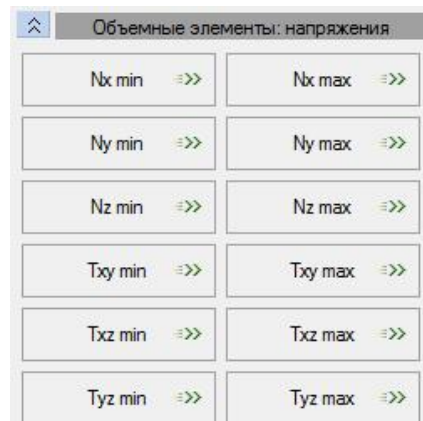 Объемные элементы: напряжения
Nx min Nx max
Ny min Ny max
Nz min Nz max
Txy min Txy max
Txz min Txz max
Tyz min Tyz max